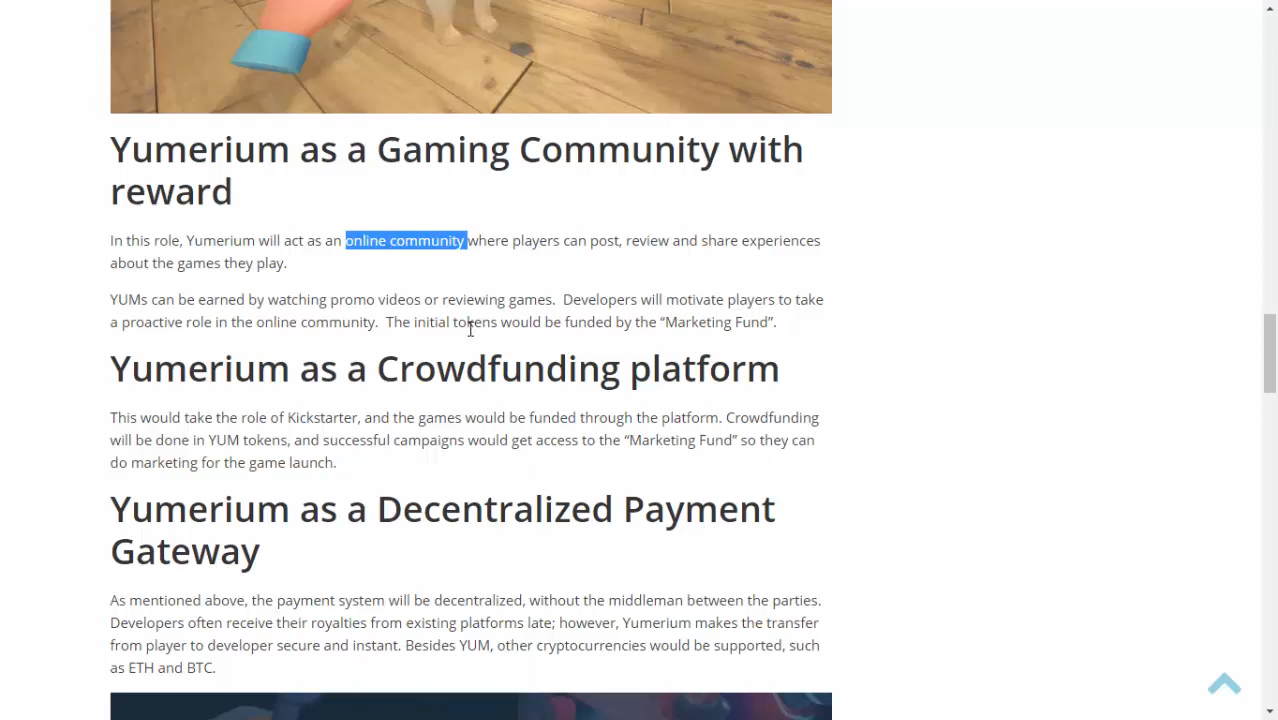 Yumerium as a Gaming Community with
reward
In this role, Yumerium will act as an online community where players can post, review and share experiences
about the games they play.
YUMs can be earned by watching promo videos or reviewing games.  Developers will motivate players to take
a proactive role in the online community.  The initial tokens would be funded by the “Marketing Fund”.
Yumerium as a Crowdfunding platform
This would take the role of Kickstarter, and the games would be funded through the platform. Crowdfunding
will be done in YUM tokens, and successful campaigns would get access to the “Marketing Fund” so they can
do marketing for the game launch.
Yumerium as a Decentralized Payment
Gateway
As mentioned above, the payment system will be decentralized, without the middleman between the parties.
Developers often receive their royalties from existing platforms late; however, Yumerium makes the transfer
from player to developer secure and instant. Besides YUM, other cryptocurrencies would be supported, such
as ETH and BTC.